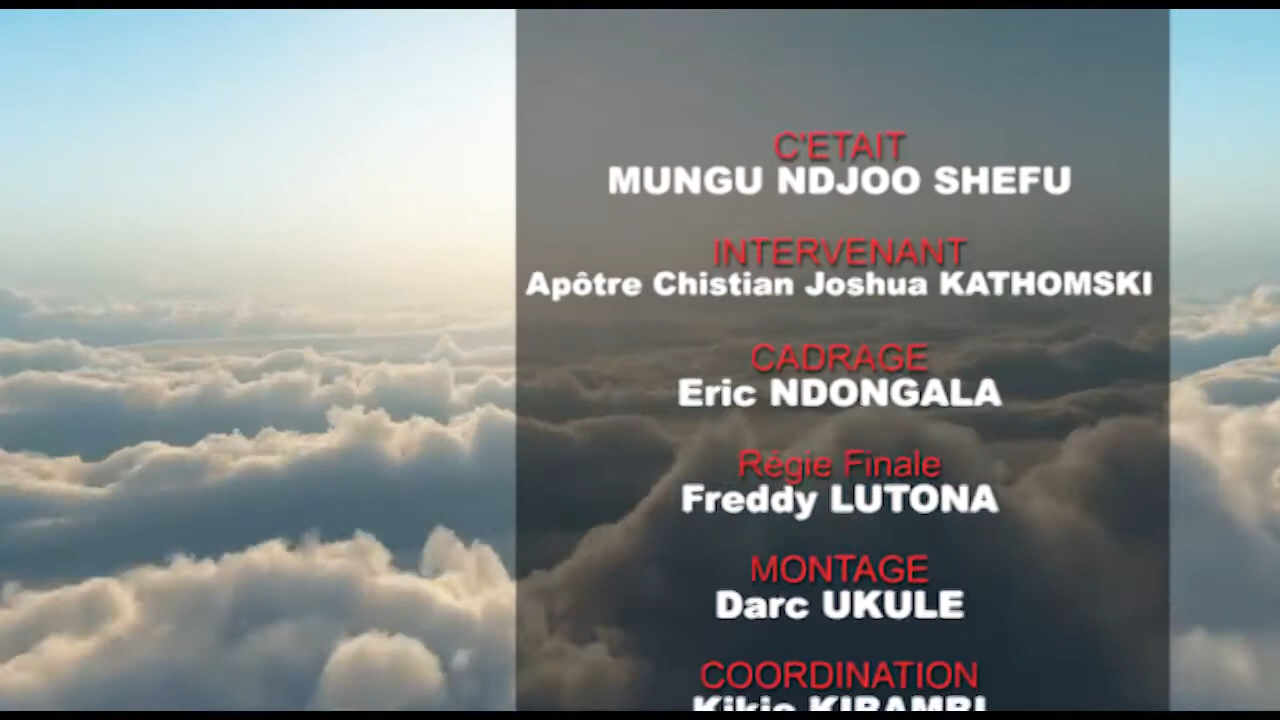 C'ETAIT
MUNGU NDJOO SHEFU
INTERVENANT
Apôtre Chistian Joshua KATHOMSKI
CADRAGE
Eric NDONGALA
Régie Finale
Freddy LUTONA
MONTAGE
Darc UKULE
COORDINATION